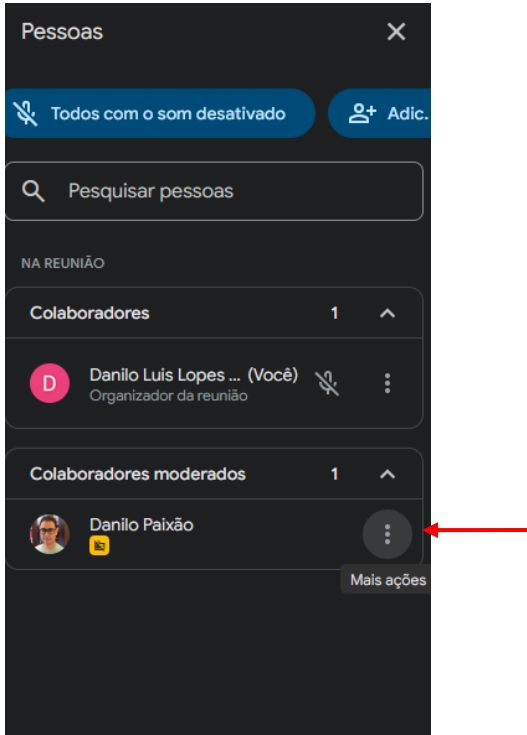 Pessoas
Todos com o som desativado
Adic.
Pesquisar pessoas
NA REUNIÃO
Colaboradores 1
D
Danilo Luis Lopes ... (Você)
Organizador da reunião
Colaboradores moderados 1
Danilo Paixão
Mais ações